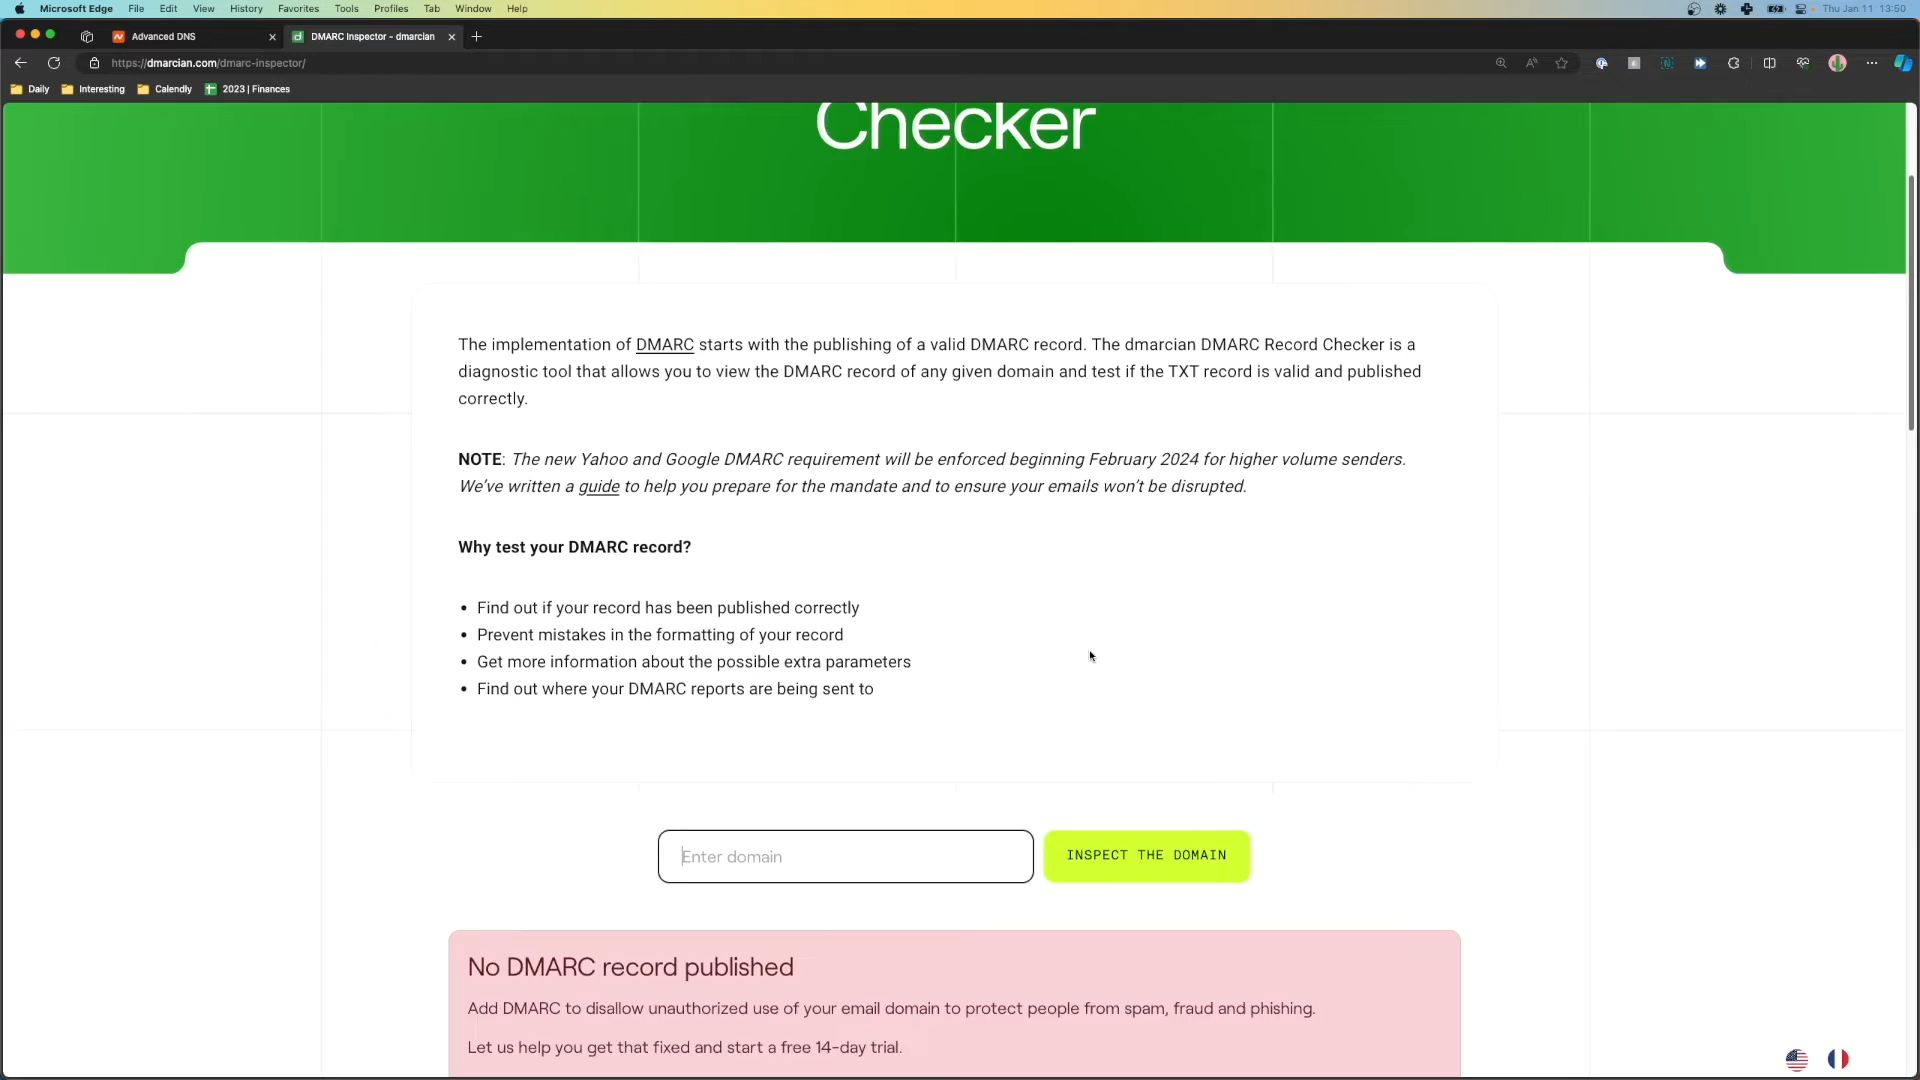 Microsoft Edge File Edit View History Favorites Tools Profiles Tab Window Help Thu Jan 11 13:50
Advanced DNS
DMARC Inspector - dmarcian
https://dmarcian.com/dmarc-inspector/
Daily Interesting Calendly 2023 | Finances
Checker
The implementation of DMARC starts with the publishing of a valid DMARC record. The dmarcian DMARC Record Checker is a
diagnostic tool that allows you to view the DMARC record of any given domain and test if the TXT record is valid and published
correctly.
NOTE: The new Yahoo and Google DMARC requirement will be enforced beginning February 2024 for higher volume senders.
We've written a guide to help you prepare for the mandate and to ensure your emails won't be disrupted.
Why test your DMARC record?
• Find out if your record has been published correctly
• Prevent mistakes in the formatting of your record
• Get more information about the possible extra parameters
• Find out where your DMARC reports are being sent to
Enter domain
INSPECT THE DOMAIN
No DMARC record published
Add DMARC to disallow unauthorized use of your email domain to protect people from spam, fraud and phishing.
Let us help you get that fixed and start a free 14-day trial.